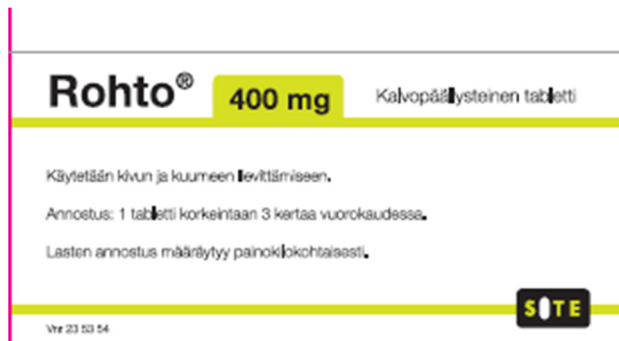 Rohto® 400 mg Kalvopäällysteinen tabletti
Käytetään kivun ja kuumeen lievittämiseen.
Annostus: 1 tabletti korkeintaan 3 kertaa vuorokaudessa.
Lasten annostus määräytyy painokilokohtaisesti.
SITE
Vnr 23 53 54